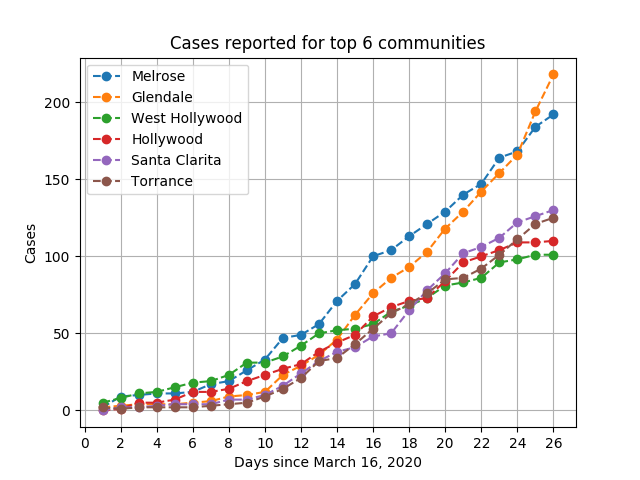 Cases reported for top 6 communities
Melrose
Glendale
West Hollywood
Hollywood
Santa Clarita
Torrance
200
150
100
50
0
Cases
0 2 4 6 8 10 12 14 16 18 20 22 24 26
Days since March 16, 2020